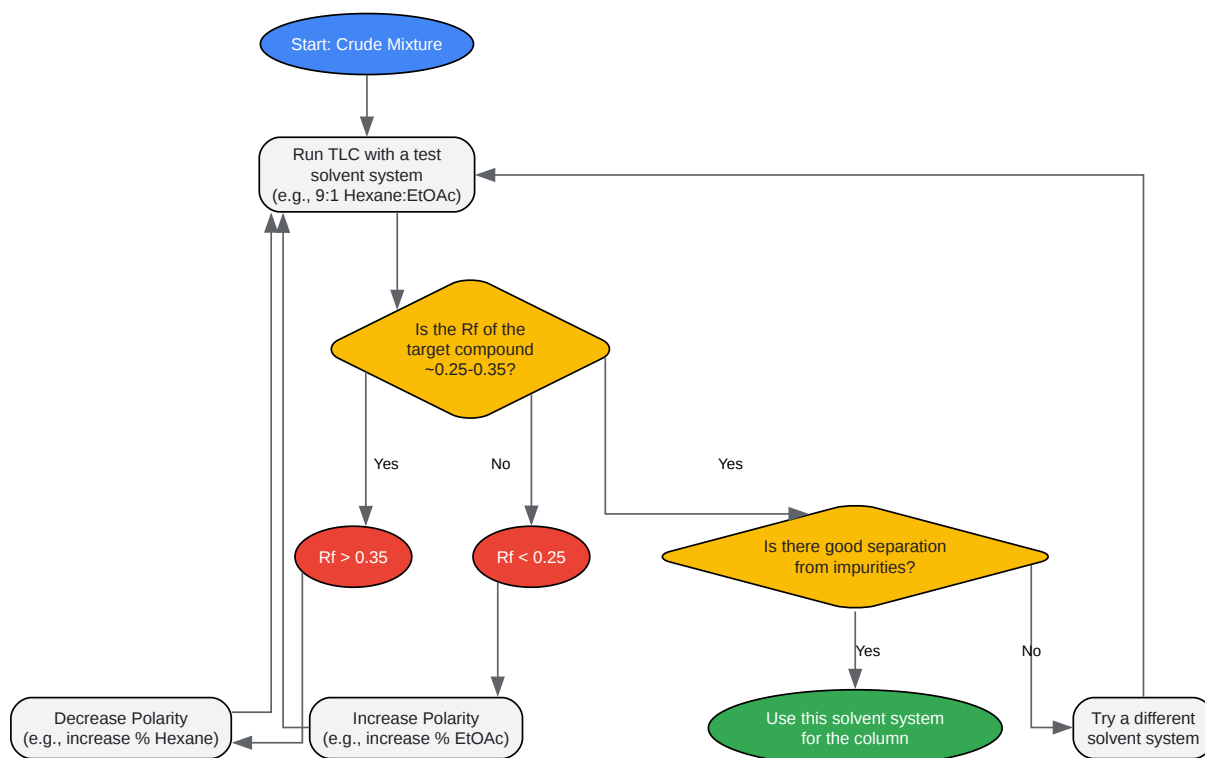 Start: Crude Mixture
Run TLC with a test
solvent system
(e.g., 9:1 Hexane:EtOAc)
Is the Rf of the
target compound
~0.25-0.35?
Yes
No
Yes
Rf > 0.35
Rf < 0.25
Is there good separation
from impurities?
Yes
No
Decrease Polarity
(e.g., increase % Hexane)
Increase Polarity
(e.g., increase % EtOAc)
Use this solvent system
for the column
Try a different
solvent system